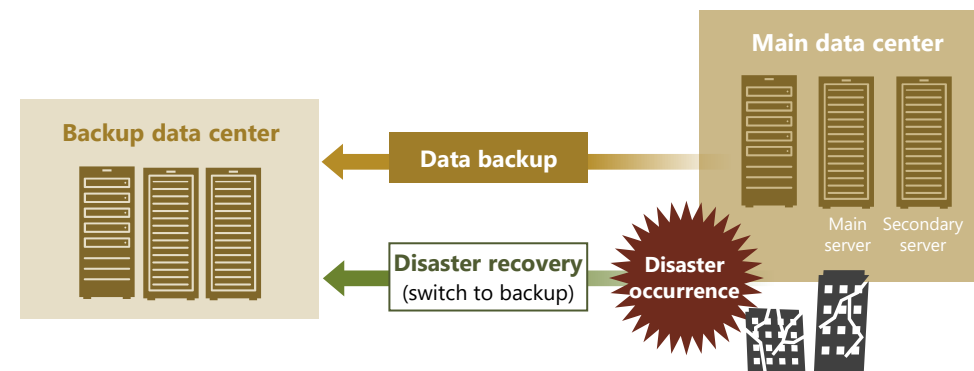 Main data center
Backup data center
Data backup
Main
server
Secondary
server
Disaster recovery
(switch to backup)
Disaster
occurrence